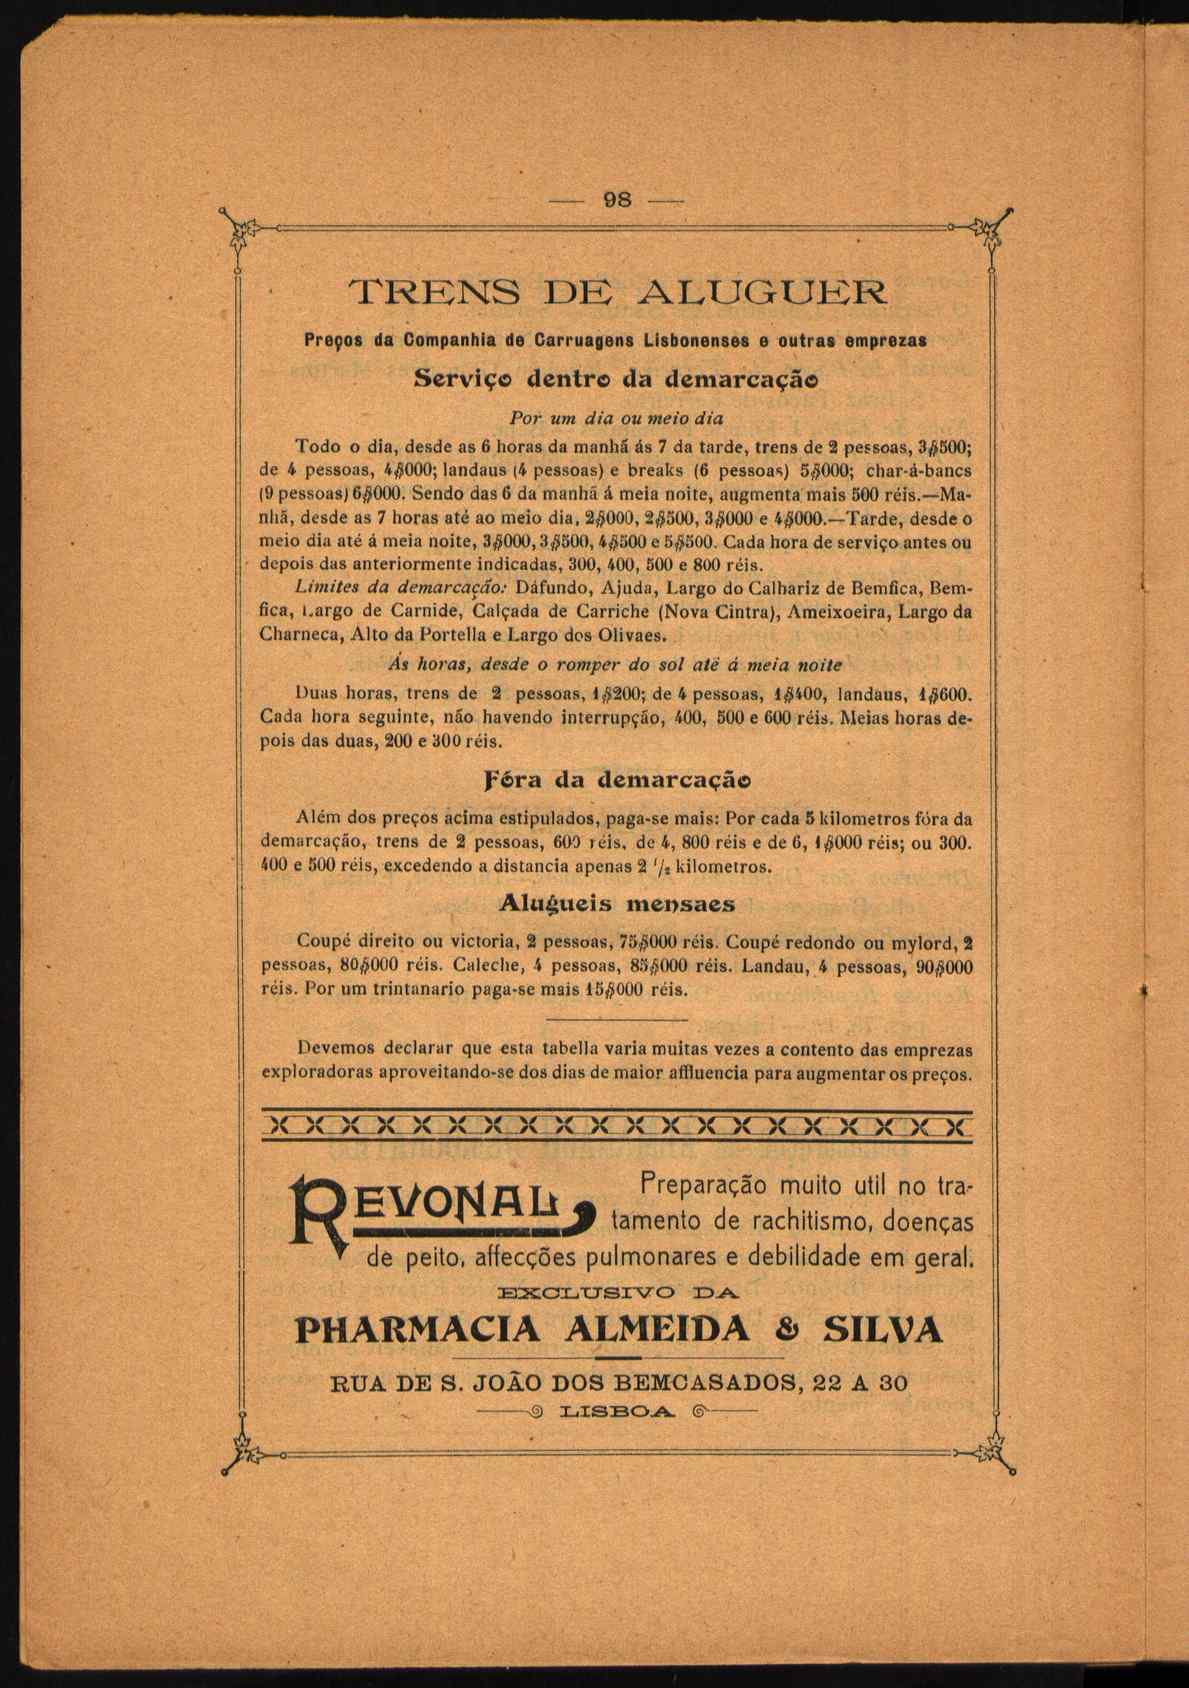 — 98 —
TRENS DE ALUGUER
Preços da Companhia de Carruagens Lisbonenses e outras emprezas
Serviço dentro da demarcação
Por um dia ou meio dia
Todo o dia, desde as 6 horas da manhã ás 7 da tarde, trens de 2 pessoas, 3$500;
de 4 pessoas, 4$000; landaus (4 pessoas) e breaks (6 pessoas) 5$000; char-á-bancs
(9 pessoas) 6$000. Sendo das 6 da manhã á meia noite, augmenta mais 500 réis.—Ma-
nhã, desde as 7 horas até ao meio dia, 2$000, 2$500, 3$000 e 4$000.—Tarde, desde o
meio dia até á meia noite, 3$000, 3$500, 4$500 e 5$500. Cada hora de serviço antes ou
depois das anteriormente indicadas, 300, 400, 500 e 800 réis.
Limites da demarcação: Dáfundo, Ajuda, Largo do Calhariz de Bemfica, Bem-
fica, Largo de Carnide, Calçada de Carriche (Nova Cintra), Ameixoeira, Largo da
Charneca, Alto da Portella e Largo dos Olivaes.
Ás horas, desde o romper do sol até á meia noite
Duas horas, trens de 2 pessoas, 1$200; de 4 pessoas, 1$400, landaus, 1$600.
Cada hora seguinte, não havendo interrupção, 400, 500 e 600 réis. Meias horas de-
pois das duas, 200 e 300 réis.
Fóra da demarcação
Além dos preços acima estipulados, paga-se mais: Por cada 5 kilometros fóra da
demarcação, trens de 2 pessoas, 600 réis, de 4, 800 réis e de 6, 1$000 réis; ou 300.
400 e 500 réis, excedendo a distancia apenas 2 1/2 kilometros.
Alugueis mensaes
Coupé direito ou victoria, 2 pessoas, 75$000 réis. Coupé redondo ou mylord, 2
pessoas, 80$000 réis. Caleche, 4 pessoas, 85$000 réis. Landau, 4 pessoas, 90$000
réis. Por um trintanario paga-se mais 15$000 réis.
Devemos declarar que esta tabella varia muitas vezes a contento das emprezas
exploradoras aproveitando-se dos dias de maior affluencia para augmentar os preços.
REVONAL
Preparação muito util no tra-
tamento de rachitismo, doenças
de peito, affecções pulmonares e debilidade em geral.
EXCLUSIVO DA
PHARMACIA ALMEIDA & SILVA
RUA DE S. JOÃO DOS BEMCASADOS, 22 A 30
LISBOA